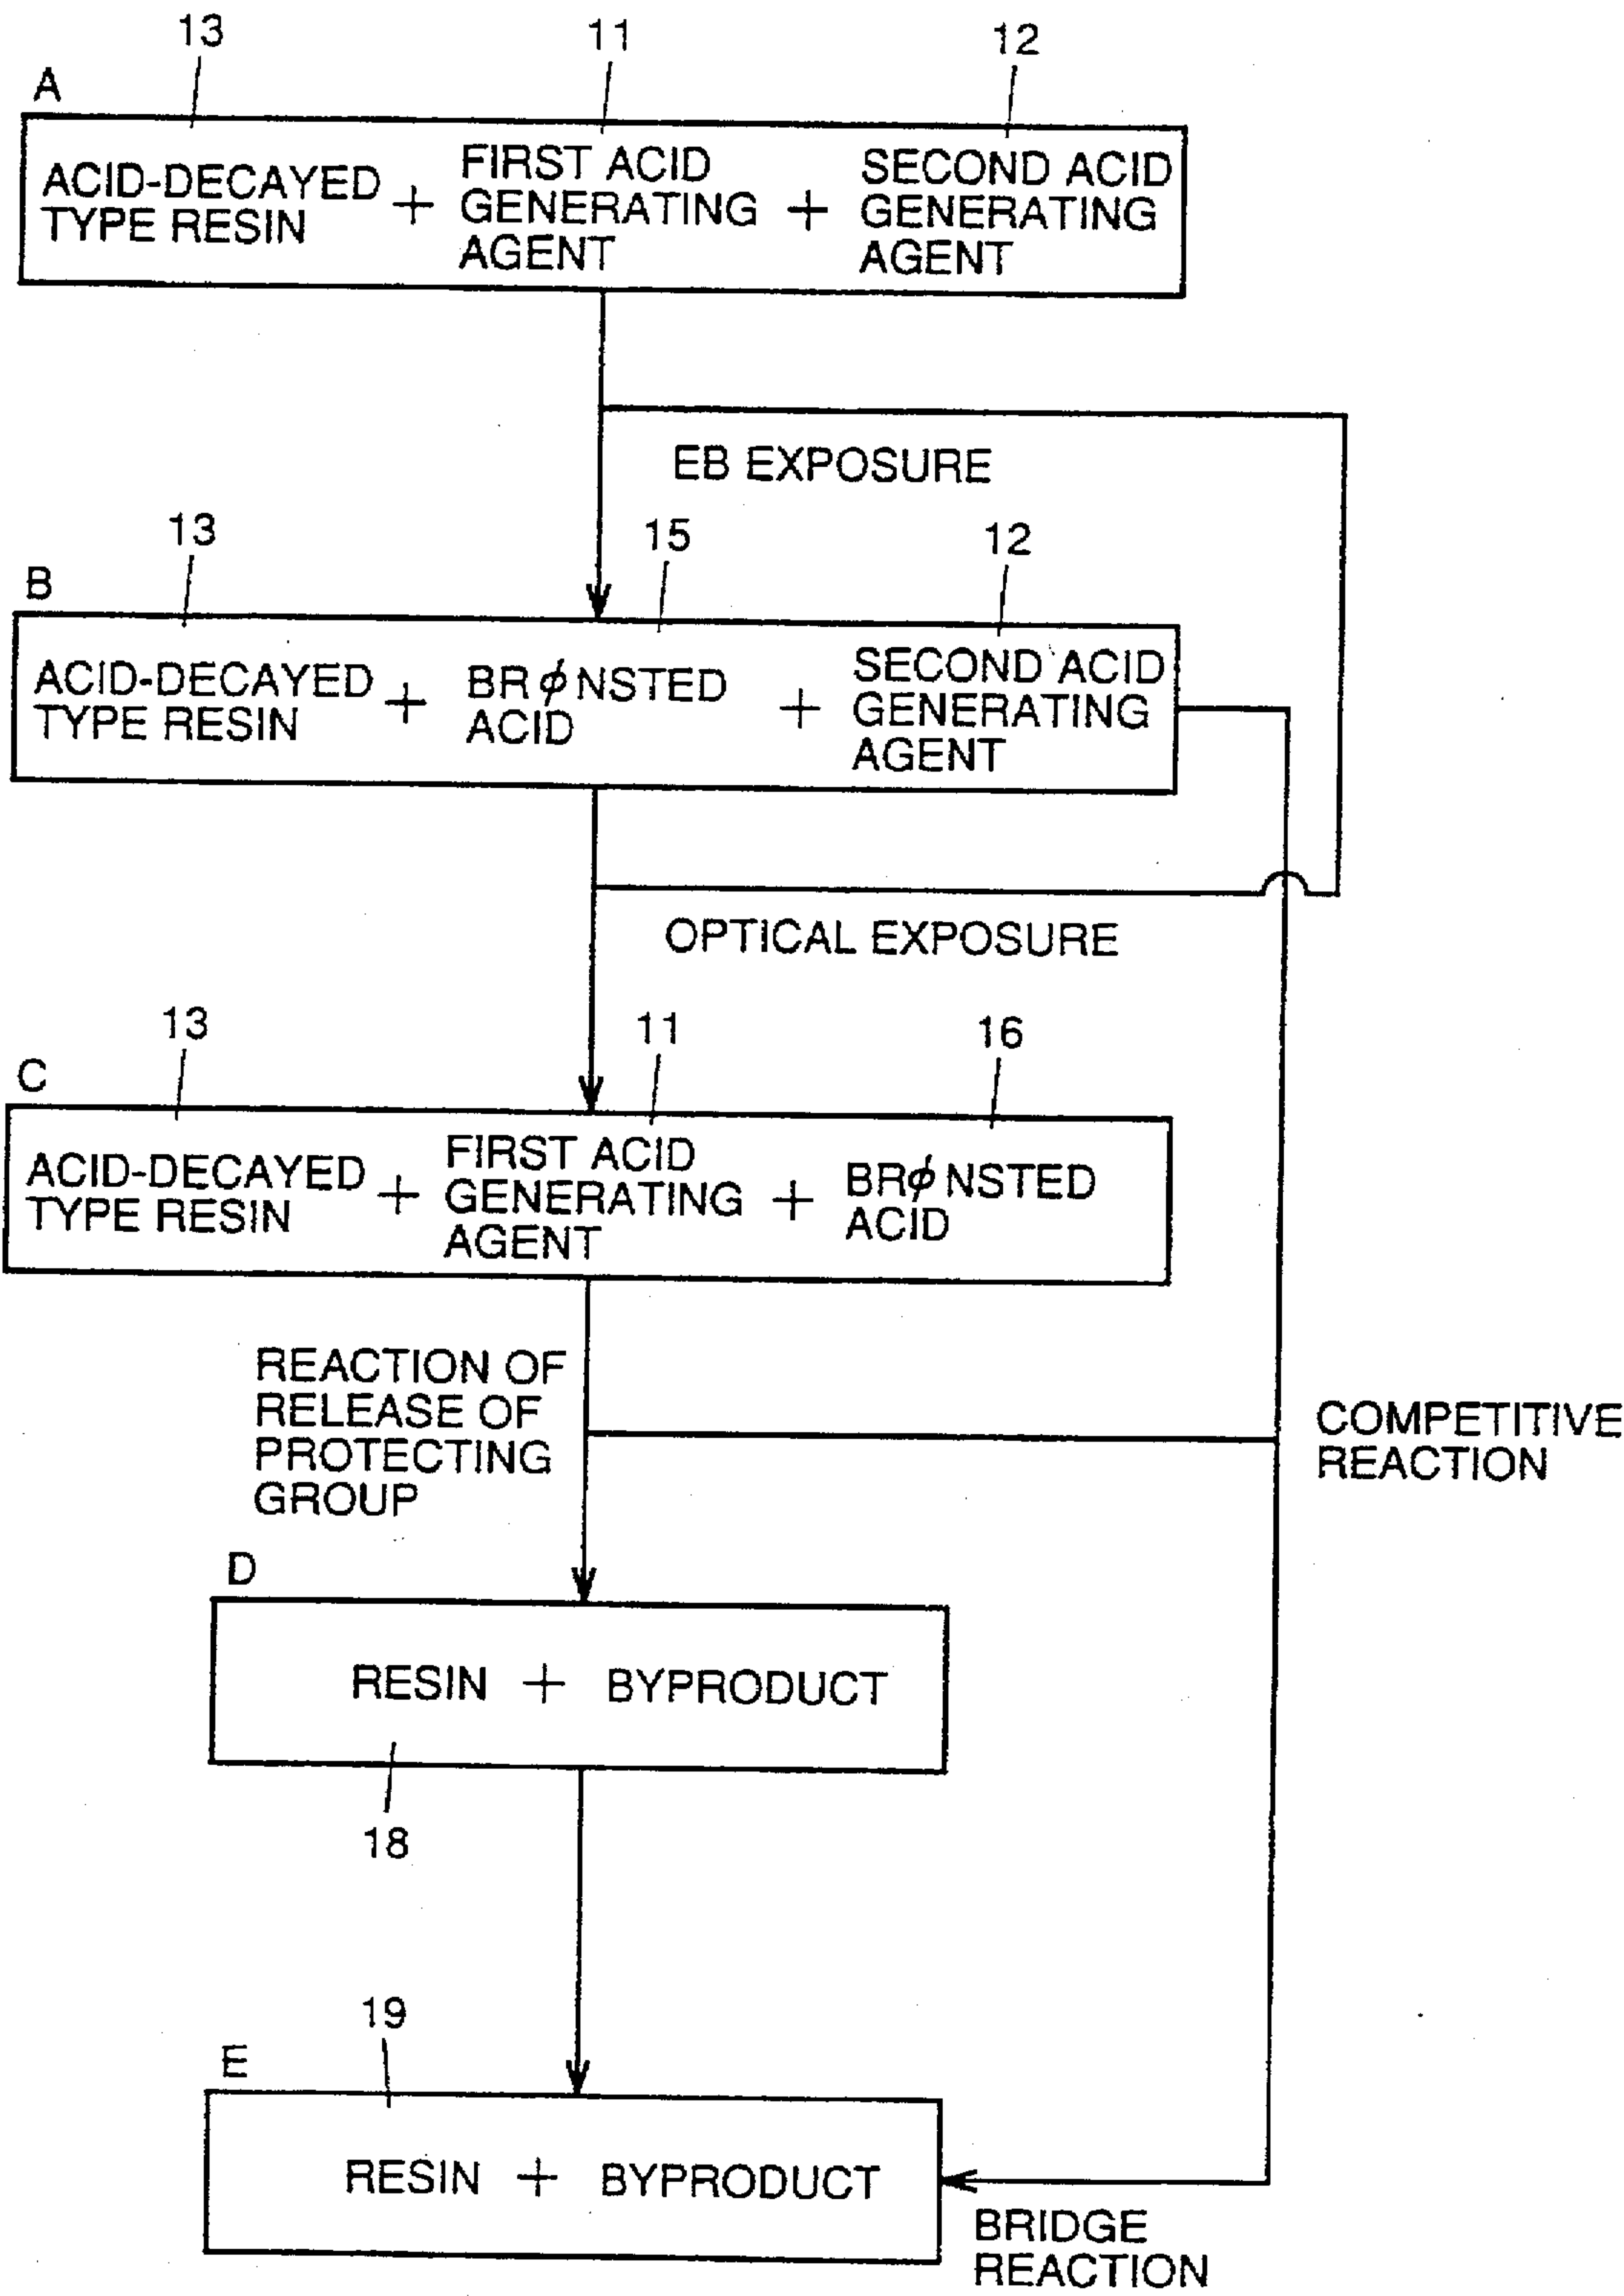 13 11 12
A
ACID-DECAYED
TYPE RESIN
+
FIRST ACID
GENERATING
AGENT
+
SECOND ACID
GENERATING
AGENT
EB EXPOSURE
13 15 12
B
ACID-DECAYED
TYPE RESIN
+
BRϕNSTED
ACID
+
SECOND ACID
GENERATING
AGENT
OPTICAL EXPOSURE
13 11 16
C
ACID-DECAYED
TYPE RESIN
+
FIRST ACID
GENERATING
AGENT
+
BRϕNSTED
ACID
REACTION OF
RELEASE OF
PROTECTING
GROUP
COMPETITIVE
REACTION
D
RESIN + BYPRODUCT
18
19
E
RESIN + BYPRODUCT
BRIDGE
REACTION